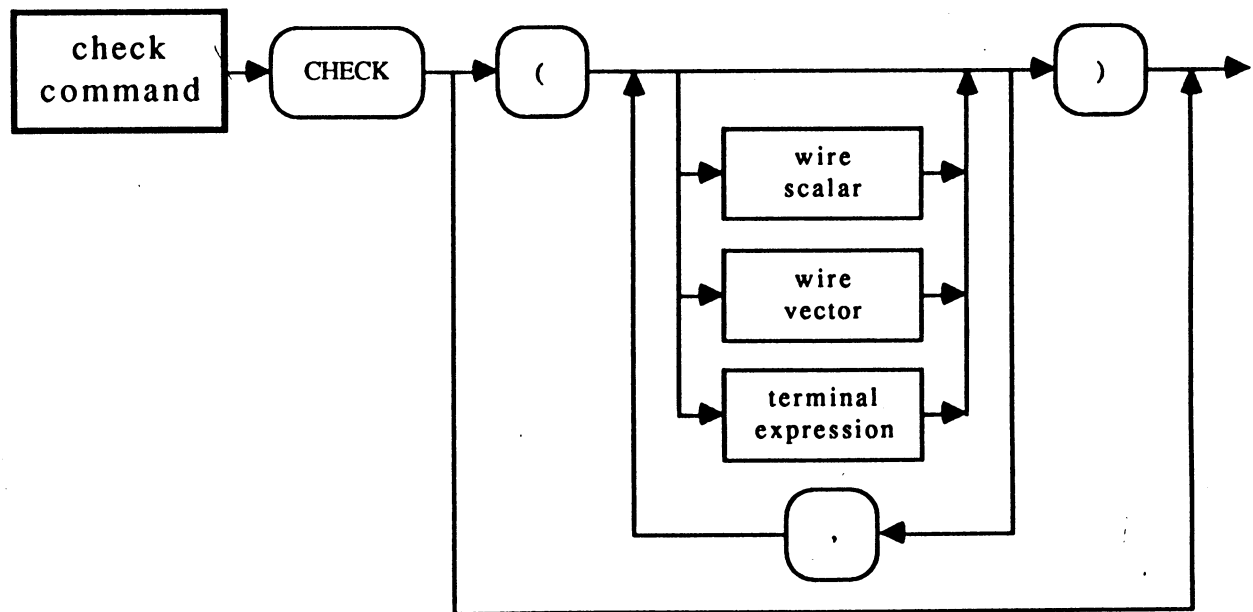 check
command
CHECK
(
)
wire
scalar
wire
vector
terminal
expression
,